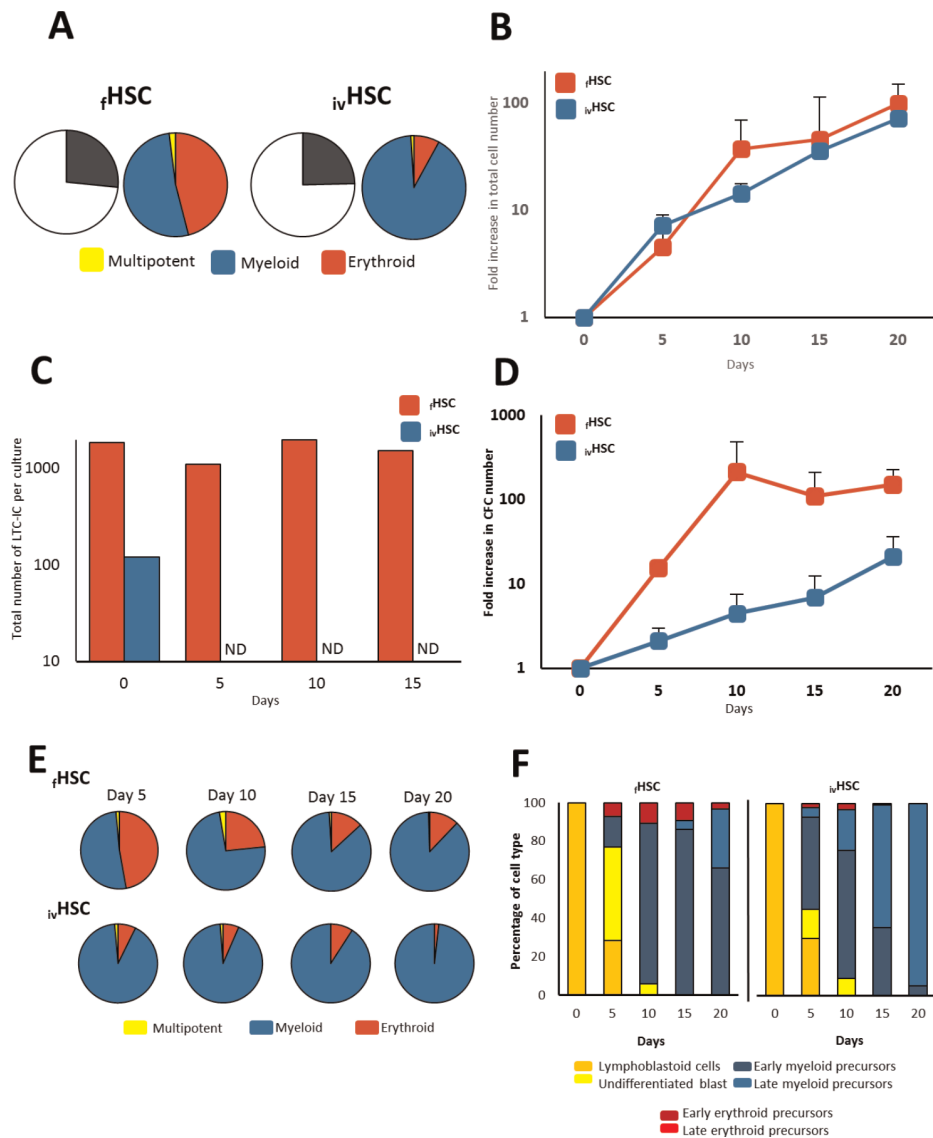 A
fHSC
ivHSC
Multipotent
Myeloid
Erythroid
B
fHSC
ivHSC
Fold increase in total cell number
100
10
1
0 5 10 15 20
Days
C
fHSC
ivHSC
Total number of LTC-IC per culture
1000
100
10
ND ND ND
0 5 10 15
Days
D
fHSC
ivHSC
Fold increase in CFC number
1000
100
10
1
0 5 10 15 20
Days
E
fHSC
Day 5 Day 10 Day 15 Day 20
ivHSC
Multipotent Myeloid Erythroid
F
fHSC ivHSC
Percentage of cell type
100
80
60
40
20
0
0 5 10 15 20 0 5 10 15 20
Days Days
Lymphoblastoid cells
Undifferentiated blast
Early myeloid precursors
Late myeloid precursors
Early erythroid precursors
Late erythroid precursors